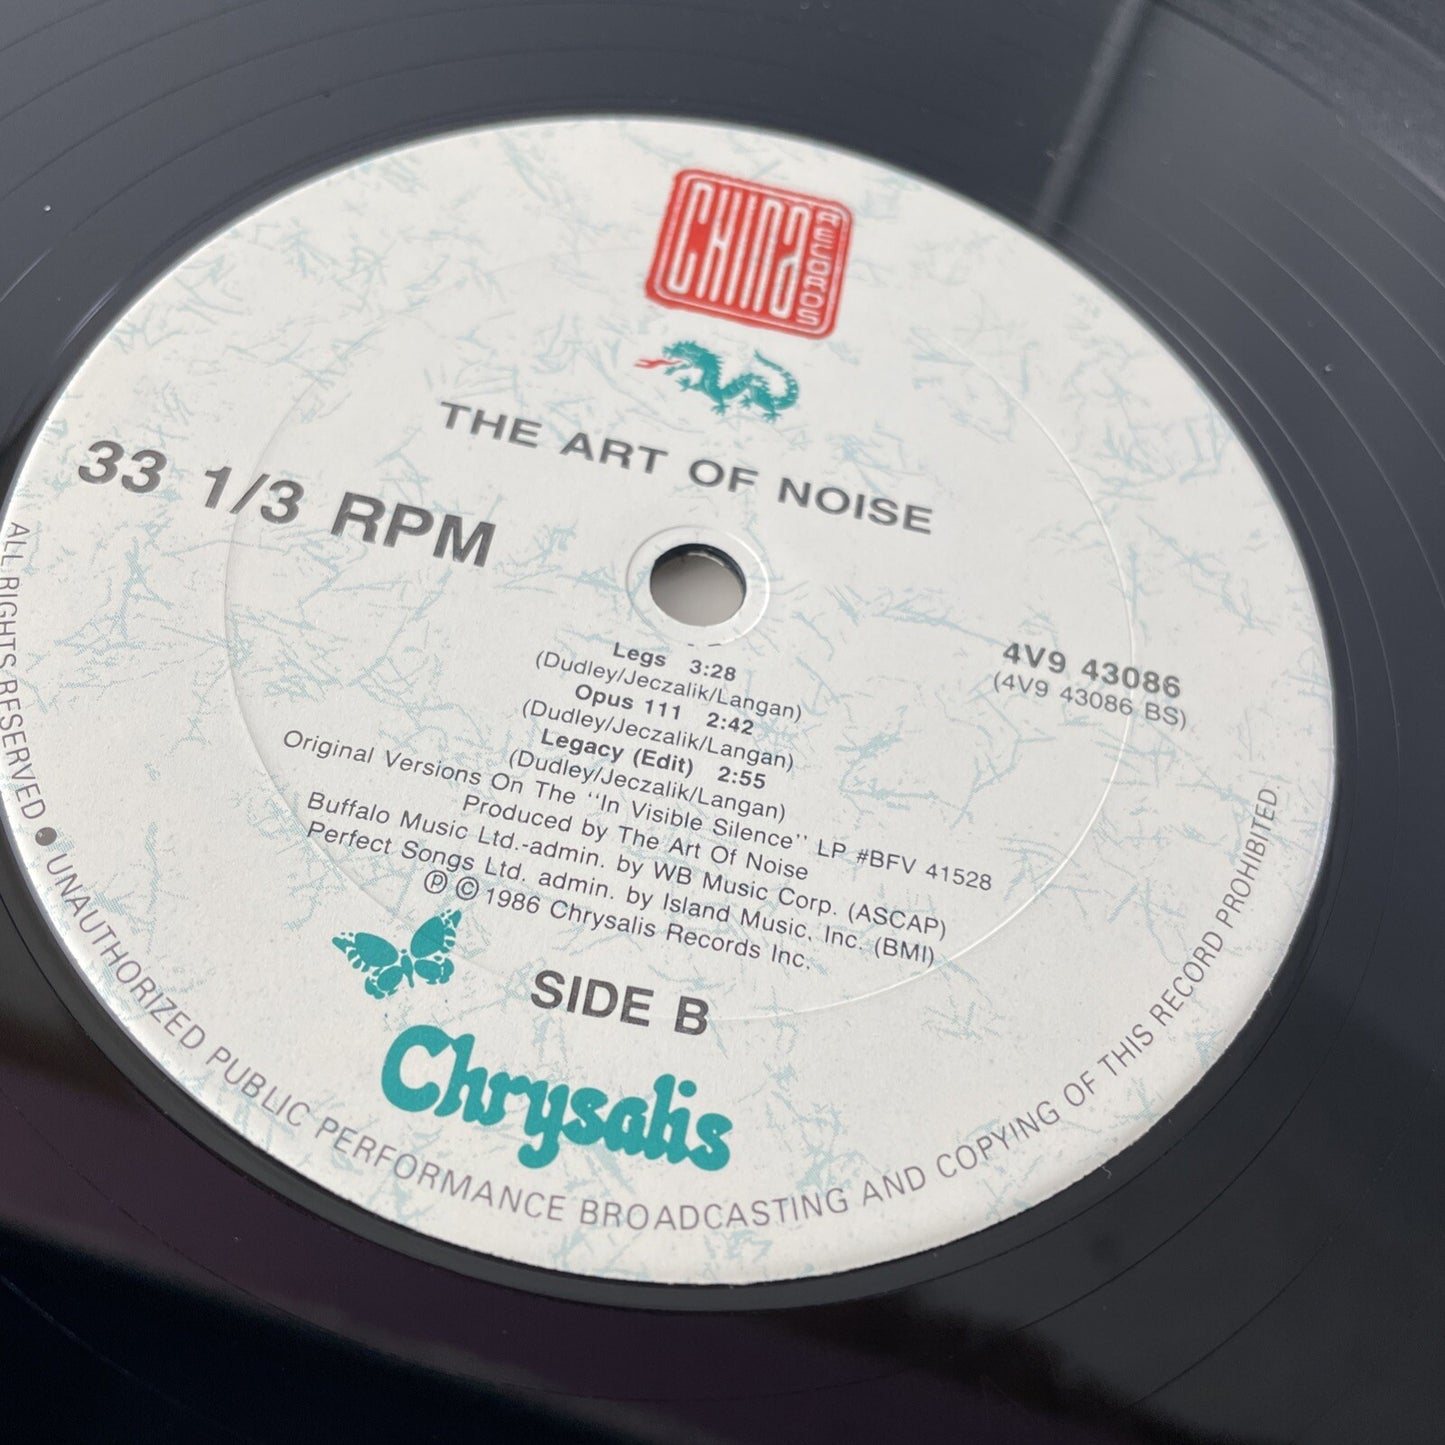 CHINA RECORDS
THE ART OF NOISE
33 1/3 RPM
Legs 3:28
(Dudley/Jeczalik/Langan)
Opus 111 2:42
(Dudley/Jeczalik/Langan)
Legacy (Edit) 2:55
(Dudley/Jeczalik/Langan)
Original Versions On The "In Visible Silence" LP #BFV 41528
Produced by The Art Of Noise
Buffalo Music Ltd.-admin. by WB Music Corp. (ASCAP)
Perfect Songs Ltd. admin. by Island Music, Inc. (BMI)
℗ © 1986 Chrysalis Records Inc.
4V9 43086
(4V9 43086 BS)
SIDE B
Chrysalis
ALL RIGHTS RESERVED ● UNAUTHORIZED PUBLIC PERFORMANCE BROADCASTING AND COPYING OF THIS RECORD PROHIBITED.